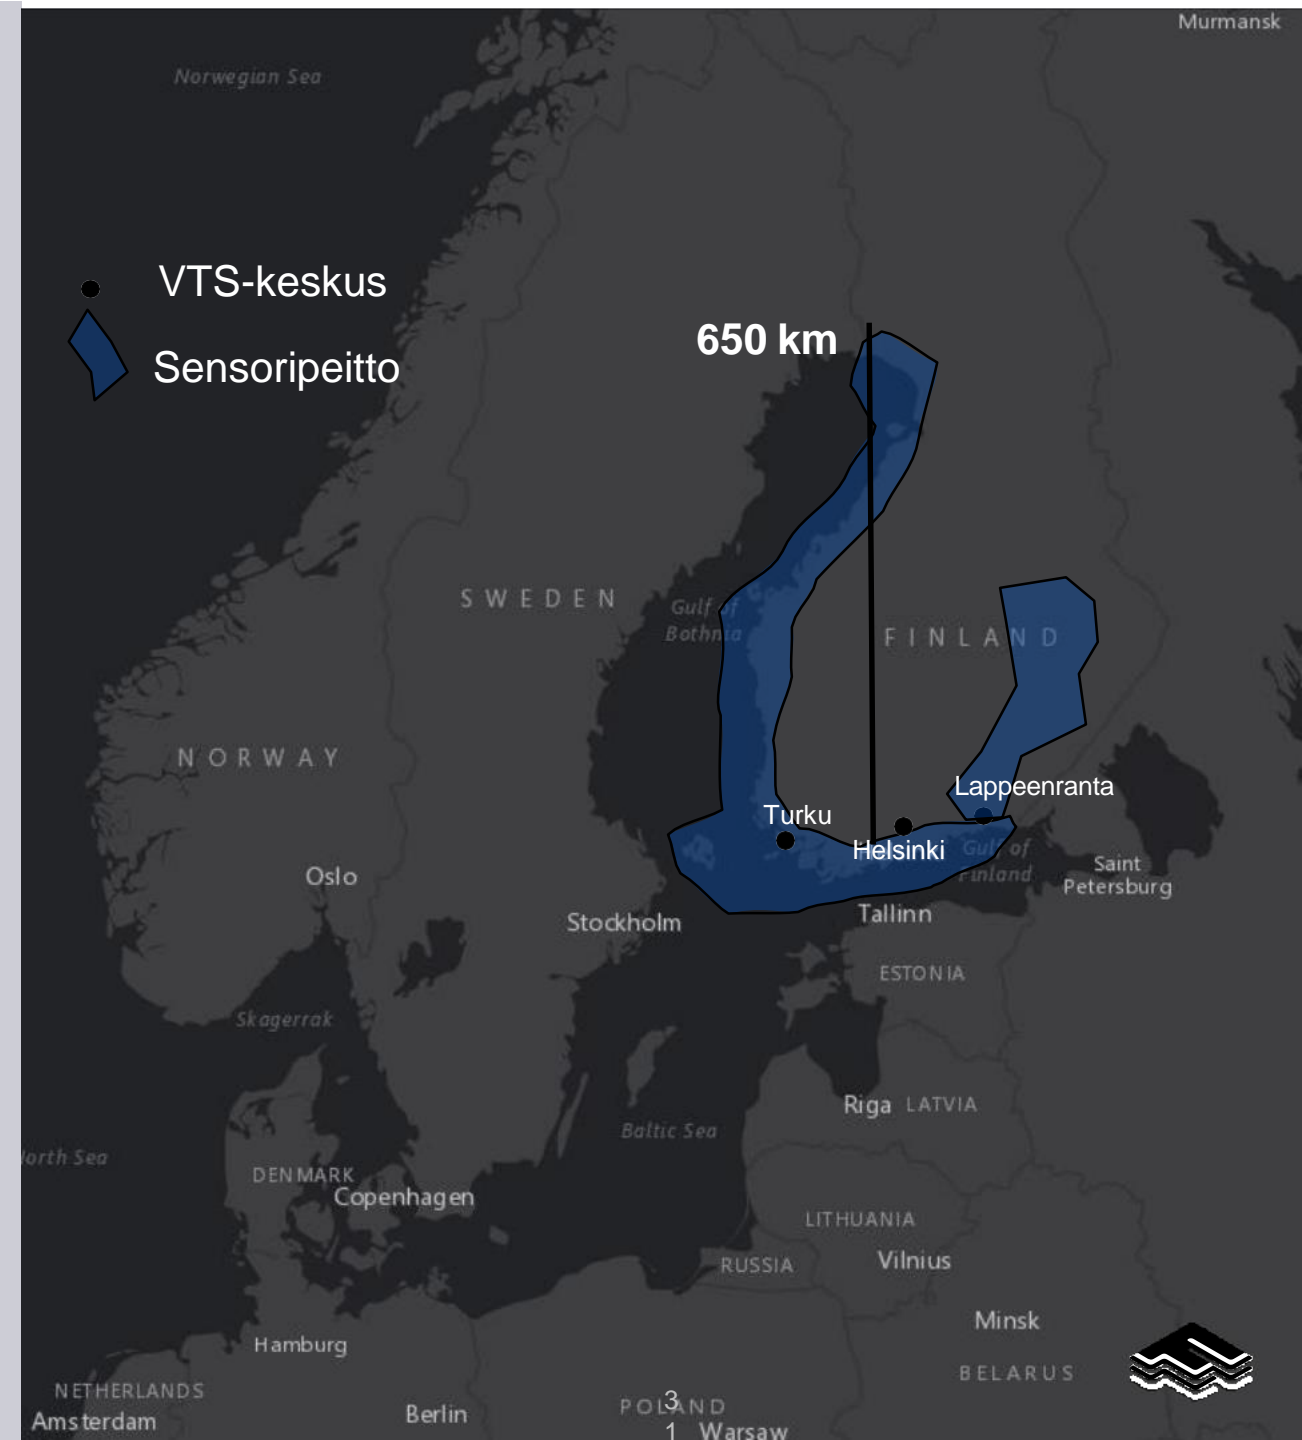 Murmansk
Norwegian Sea
VTS-keskus
650 km
Sensoripeitto
SWEDEN
Gulf of
Bothnia
FINLAND
NORWAY
Lappeenranta
Turku
Helsinki
Gulf of
Finland
Saint
Petersburg
Oslo
Stockholm
Tallinn
ESTONIA
Skagerrak
Riga
LATVIA
Baltic Sea
North Sea
DENMARK
Copenhagen
LITHUANIA
RUSSIA
Vilnius
Minsk
Hamburg
BELARUS
NETHERLANDS
Amsterdam
Berlin
POLAND
3
1
Warsaw